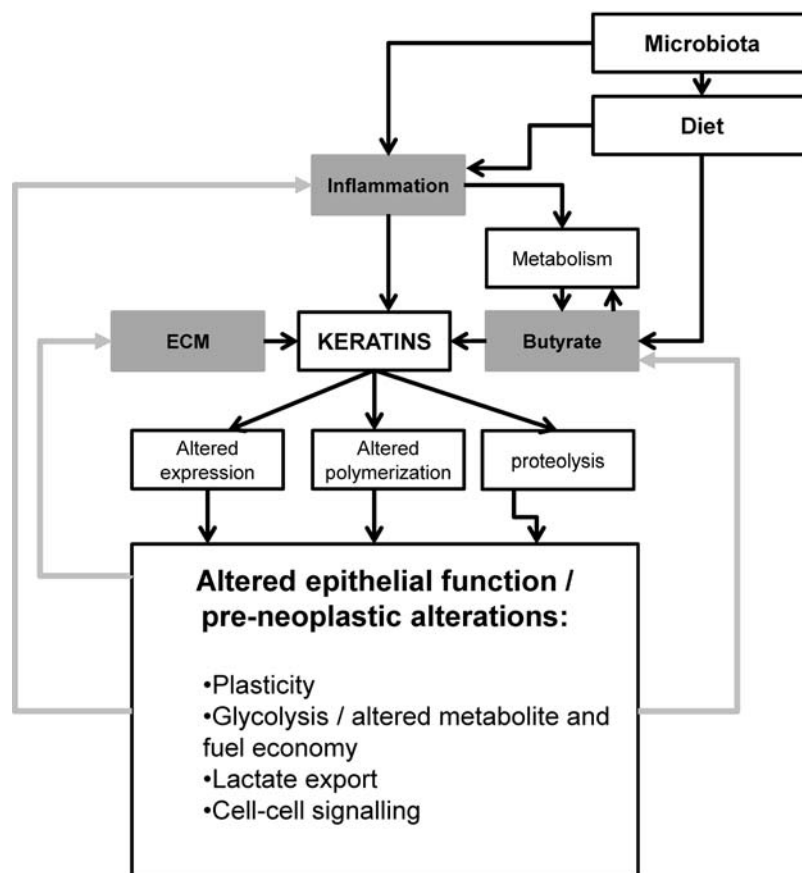 Microbiota
Diet
Inflammation
Metabolism
ECM
KERATINS
Butyrate
Altered
expression
Altered
polymerization
proteolysis
Altered epithelial function /
pre-neoplastic alterations:
•Plasticity
•Glycolysis / altered metabolite and
fuel economy
•Lactate export
•Cell-cell signalling